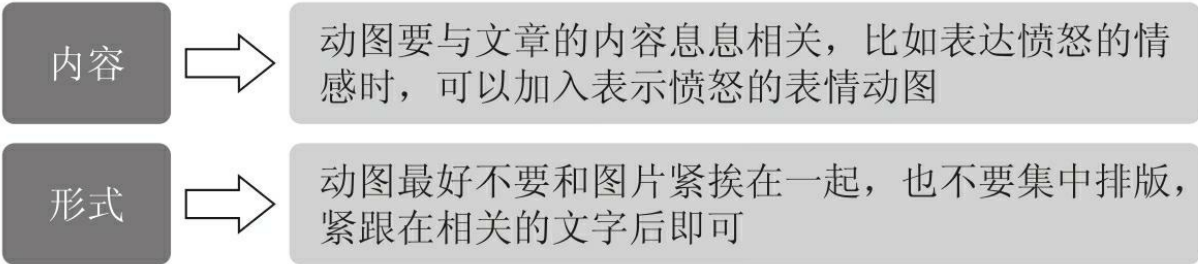 内容
动图要与文章的内容息息相关，比如表达愤怒的情
感时，可以加入表示愤怒的表情动图
形式
动图最好不要和图片紧挨在一起，也不要集中排版，
紧跟在相关的文字后即可